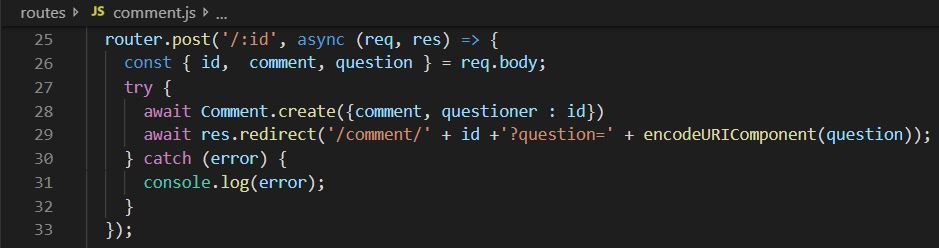 routes > JS comment.js > ...
25 router.post('/:id', async (req, res) => {
26 const { id,  comment, question } = req.body;
27 try {
28 await Comment.create({comment, questioner : id})
29 await res.redirect('/comment/' + id +'?question=' + encodeURIComponent(question));
30 } catch (error) {
31 console.log(error);
32 }
33 });